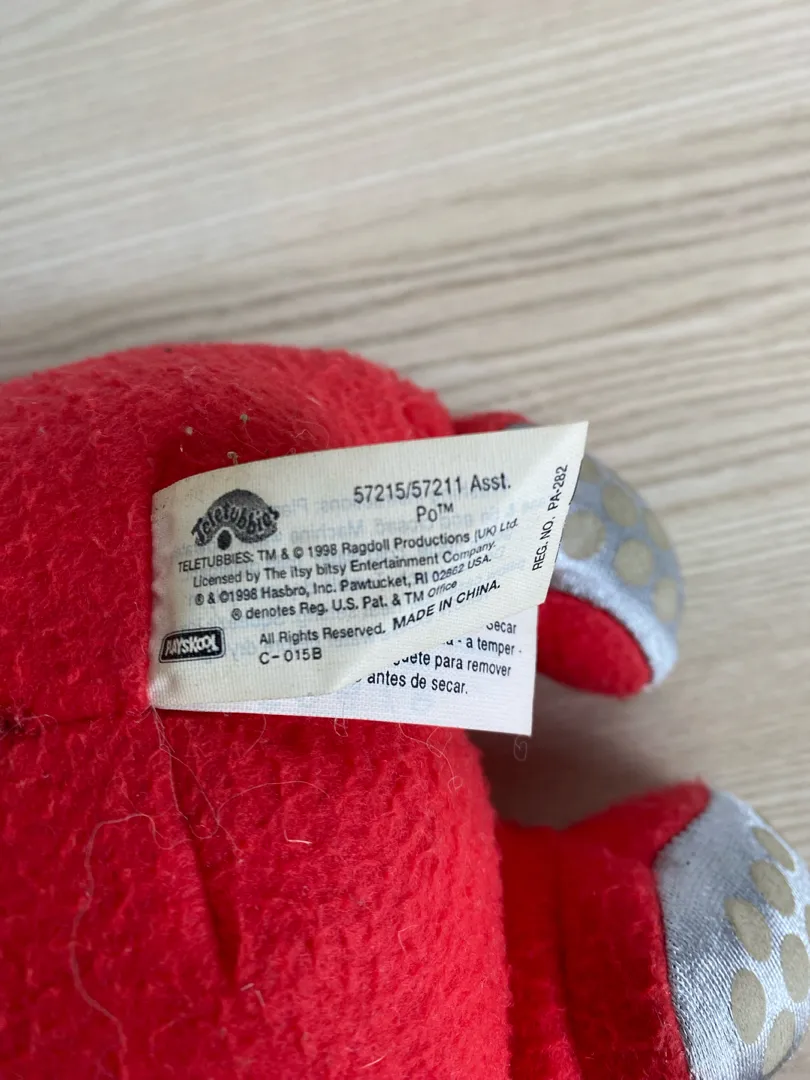 Teletubbies
57215/57211 Asst.
Po™
TELETUBBIES: TM & © 1998 Ragdoll Productions (UK) Ltd.
Licensed by The itsy bitsy Entertainment Company.
® & ©1998 Hasbro, Inc. Pawtucket, RI 02862 USA.
® denotes Reg. U.S. Pat. & TM Office
All Rights Reserved. MADE IN CHINA.
PLAYSKOOL
C-015B
REG. NO. PA-282
secar
- a temper -
para remover
antes de secar.